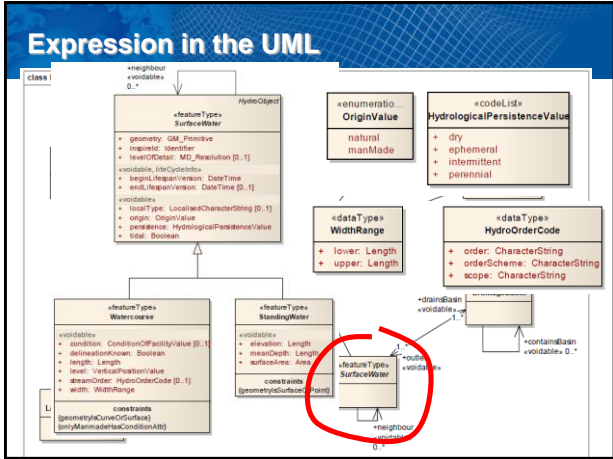 Expression in the UML
class
+neighbour
«voidable»
0..*
HydroObject
«featureType»
SurfaceWater
+ geometry: GM_Primitive
+ inspireId: Identifier
+ levelOfDetail: MD_Resolution [0..1]
«voidable, lifeCycleInfo»
+ beginLifespanVersion: DateTime
+ endLifespanVersion: DateTime [0..1]
«voidable»
+ localType: LocalisedCharacterString [0..1]
+ origin: OriginValue
+ persistence: HydrologicalPersistenceValue
+ tidal: Boolean
«enumeratio...
OriginValue
natural
manMade
«codeList»
HydrologicalPersistenceValue
+ dry
+ ephemeral
+ intermittent
+ perennial
«dataType»
WidthRange
+ lower: Length
+ upper: Length
«dataType»
HydroOrderCode
+ order: CharacterString
+ orderScheme: CharacterString
+ scope: CharacterString
«featureType»
Watercourse
«voidable»
+ condition: ConditionOfFacilityValue [0..1]
+ delineationKnown: Boolean
+ length: Length
+ level: VerticalPositionValue
+ streamOrder: HydroOrderCode [0..1]
+ width: WidthRange
constraints
{geometryIsCurveOrSurface}
{onlyManmadeHasConditionAttr}
«featureType»
StandingWater
«voidable»
+ elevation: Length
+ meanDepth: Length
+ surfaceArea: Area
constraints
{geometryIsSurfaceOrPoint}
+drainsBasin
«voidable»
1..*
+containsBasin
«voidable» 0..*
1..*
+outlet
«voidable»
«featureType»
SurfaceWater
+neighbour
«voidable»
0..*